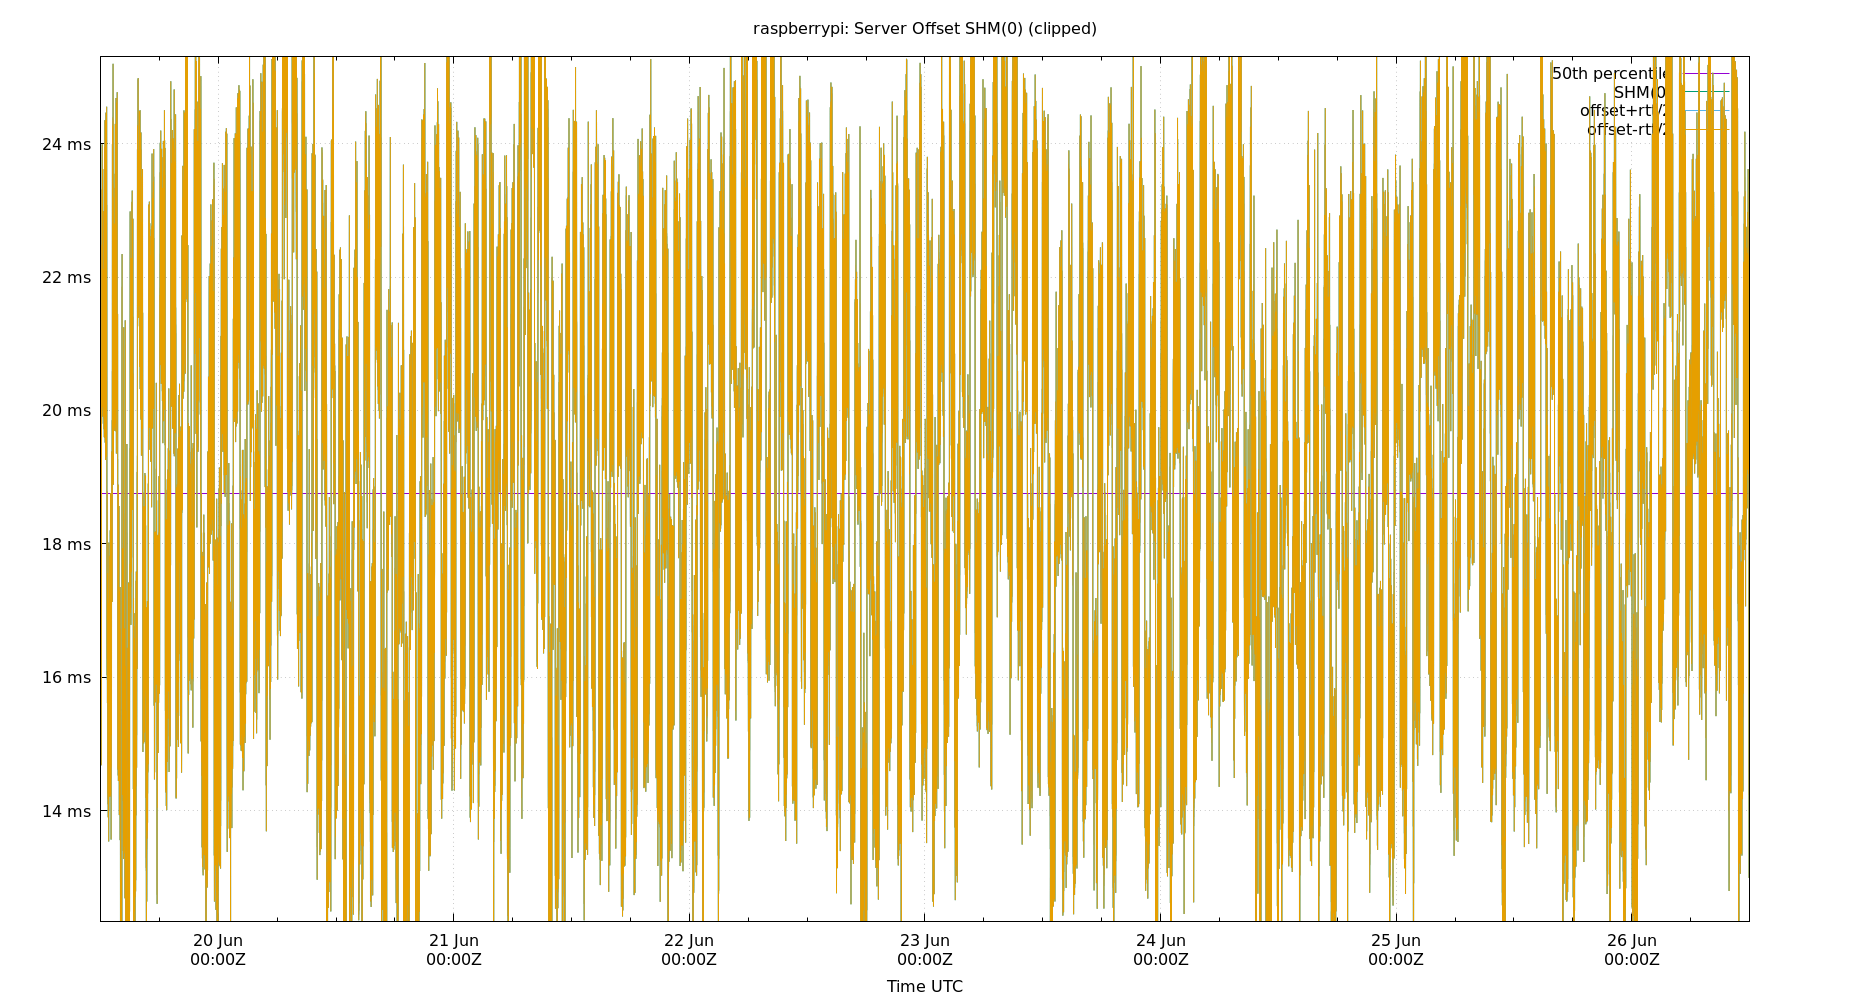 raspberrypi: Server Offset SHM(0) (clipped)
50th percentile
SHM(0)
offset+rtt/2
offset-rtt/2
24 ms
22 ms
20 ms
18 ms
16 ms
14 ms
20 Jun 21 Jun 22 Jun 23 Jun 24 Jun 25 Jun 26 Jun
00:00Z 00:00Z 00:00Z 00:00Z 00:00Z 00:00Z 00:00Z
Time UTC